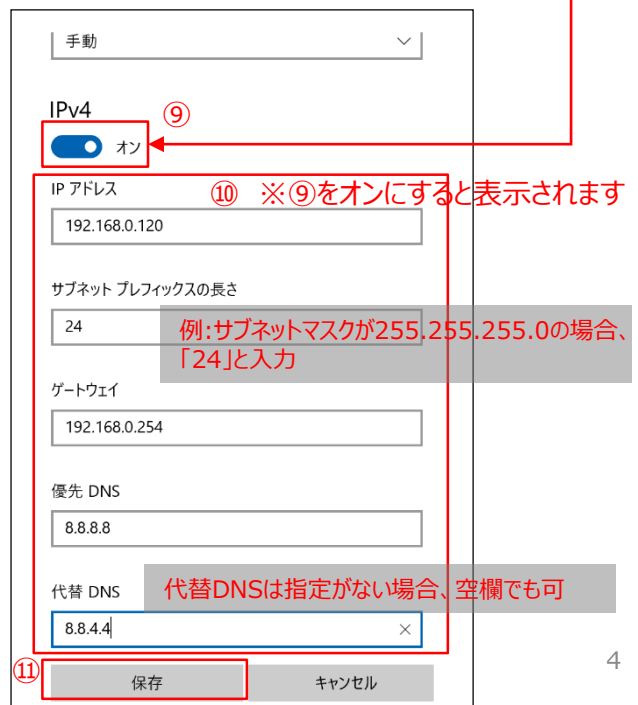 手動
IPv4 ⑨
オン
IP アドレス ⑩ ※⑨をオンにすると表示されます
192.168.0.120
サブネット プレフィックスの長さ
24
例:サブネットマスクが255.255.255.0の場合、
「24」と入力
ゲートウェイ
192.168.0.254
優先 DNS
8.8.8.8
代替 DNS 代替DNSは指定がない場合、空欄でも可
8.8.4.4 ×
⑪ 保存 キャンセル
4